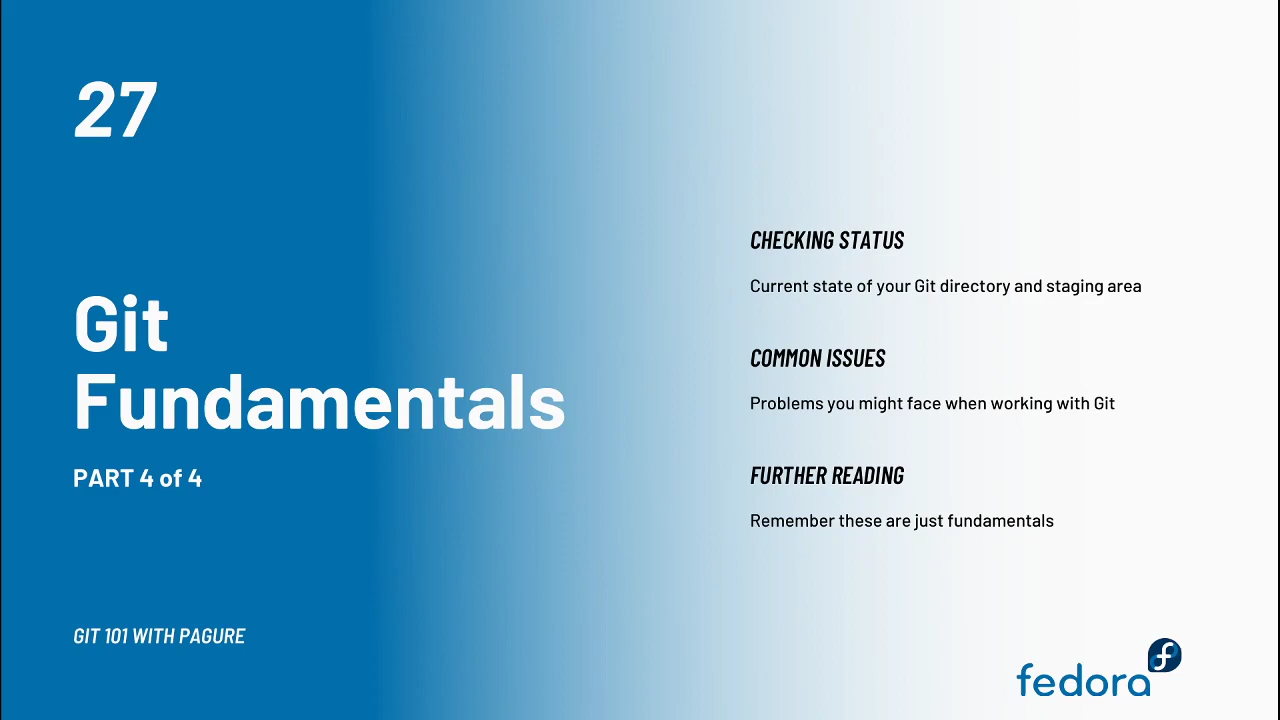 27
Git
Fundamentals
PART 4 of 4
GIT 101 WITH PAGURE
CHECKING STATUS
Current state of your Git directory and staging area
COMMON ISSUES
Problems you might face when working with Git
FURTHER READING
Remember these are just fundamentals
fedora